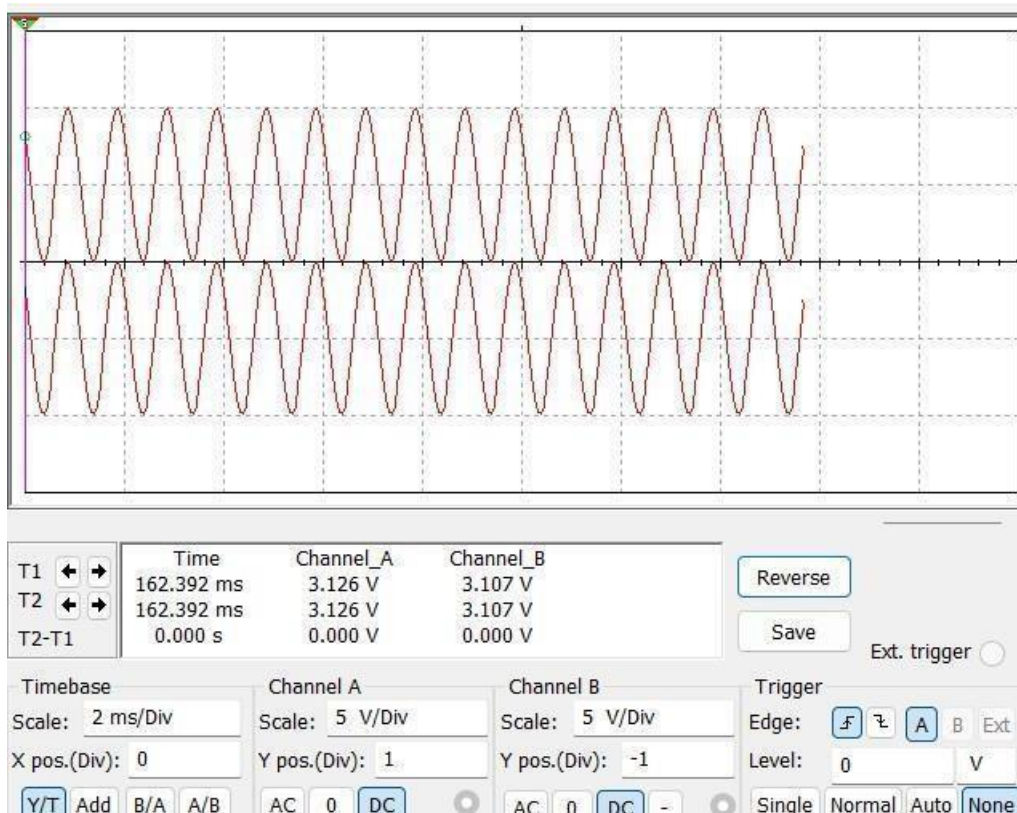 Time Channel_A Channel_B
T1 162.392 ms 3.126 V 3.107 V
T2 162.392 ms 3.126 V 3.107 V
T2-T1 0.000 s 0.000 V 0.000 V
Reverse
Save
Ext. trigger
Timebase
Scale: 2 ms/Div
X pos.(Div): 0
Y/T Add B/A A/B
Channel A
Scale: 5 V/Div
Y pos.(Div): 1
AC 0 DC
Channel B
Scale: 5 V/Div
Y pos.(Div): -1
AC 0 DC -
Trigger
Edge: A B Ext
Level: 0 V
Single Normal Auto None